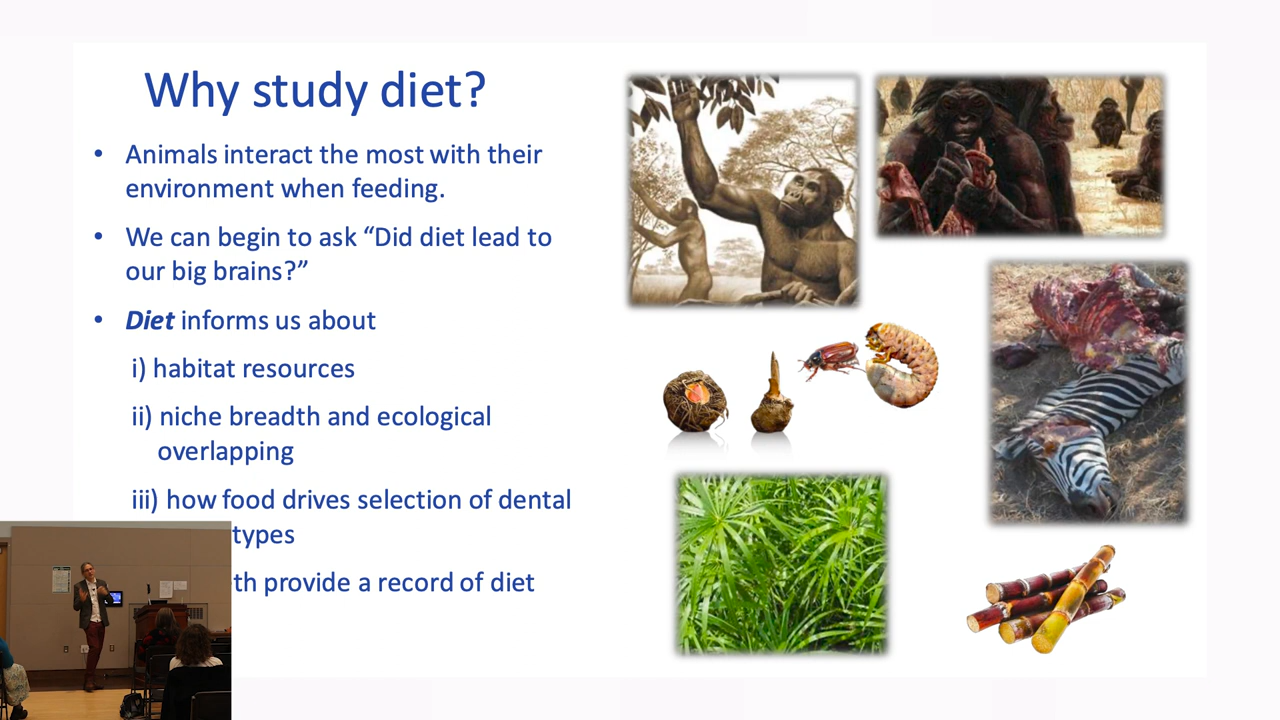 Why study diet?
• Animals interact the most with their
environment when feeding.
• We can begin to ask “Did diet lead to
our big brains?”
• Diet informs us about
i) habitat resources
ii) niche breadth and ecological
overlapping
iii) how food drives selection of dental
types
th provide a record of diet